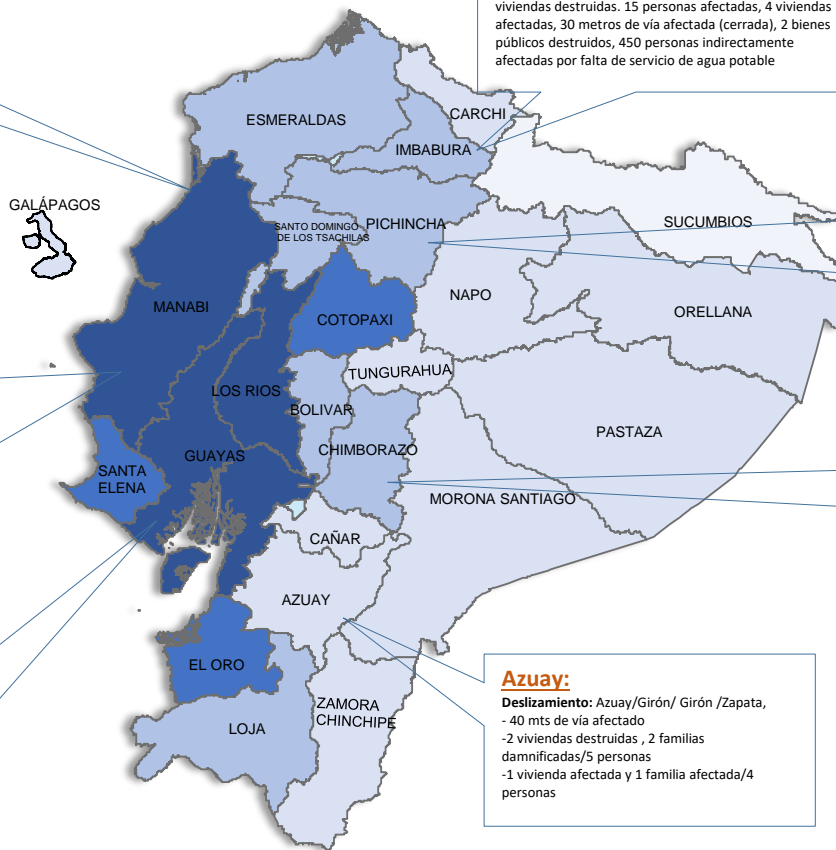 viviendas destruidas. 15 personas afectadas, 4 viviendas
afectadas, 30 metros de vía afectada (cerrada), 2 bienes
públicos destruidos, 450 personas indirectamente
afectadas por falta de servicio de agua potable
CARCHI
ESMERALDAS
IMBABURA
GALÁPAGOS
PICHINCHA
SANTO DOMINGO
DE LOS TSACHILAS
SUCUMBIOS
NAPO
MANABI
ORELLANA
COTOPAXI
TUNGURAHUA
LOS RIOS
BOLIVAR
PASTAZA
CHIMBORAZO
GUAYAS
SANTA
ELENA
MORONA SANTIAGO
CAÑAR
AZUAY
EL ORO
ZAMORA
CHINCHIPE
LOJA
Azuay:
Deslizamiento: Azuay/Girón/ Girón /Zapata,
- 40 mts de vía afectado
-2 viviendas destruidas , 2 familias
damnificadas/5 personas
-1 vivienda afectada y 1 familia afectada/4
personas